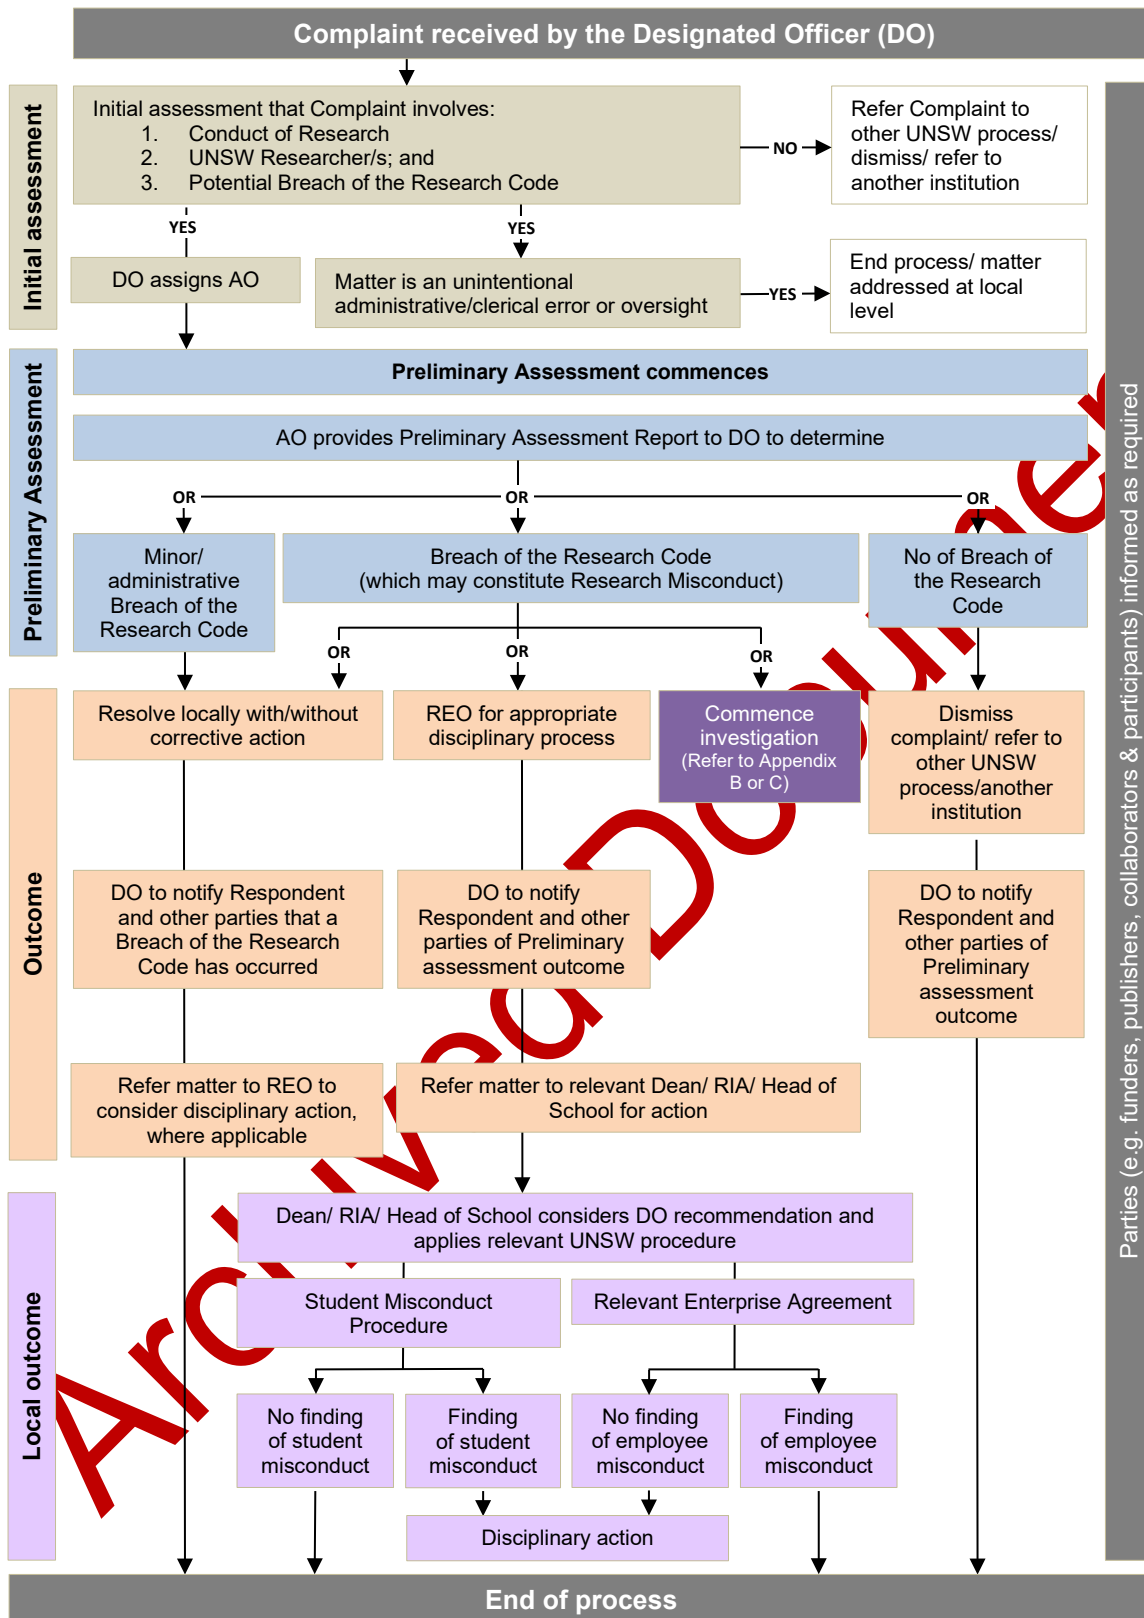 Complaint received by the Designated Officer (DO)
Initial assessment
Initial assessment that Complaint involves:
1. Conduct of Research
2. UNSW Researcher/s; and
3. Potential Breach of the Research Code
NO
Refer Complaint to
other UNSW process/
dismiss/ refer to
another institution
YES
YES
DO assigns AO
Matter is an unintentional
administrative/clerical error or oversight
YES
End process/ matter
addressed at local
level
Preliminary Assessment
Preliminary Assessment commences
AO provides Preliminary Assessment Report to DO to determine
OR
OR
OR
Minor/
administrative
Breach of the
Research Code
Breach of the Research Code
(which may constitute Research Misconduct)
No of Breach of
the Research
Code
OR
OR
OR
Outcome
Resolve locally with/without
corrective action
REO for appropriate
disciplinary process
Commence
investigation
(Refer to Appendix
B or C)
Dismiss
complaint/ refer to
other UNSW
process/another
institution
DO to notify Respondent
and other parties that a
Breach of the Research
Code has occurred
DO to notify
Respondent and other
parties of Preliminary
assessment outcome
DO to notify
Respondent and
other parties of
Preliminary
assessment
outcome
Refer matter to REO to
consider disciplinary action,
where applicable
Refer matter to relevant Dean/ RIA/ Head of
School for action
Local outcome
Dean/ RIA/ Head of School considers DO recommendation and
applies relevant UNSW procedure
Student Misconduct
Procedure
Relevant Enterprise Agreement
No finding
of student
misconduct
Finding
of student
misconduct
No finding
of employee
misconduct
Finding
of employee
misconduct
Disciplinary action
End of process
Parties (e.g. funders, publishers, collaborators & participants) informed as required
Archived Document